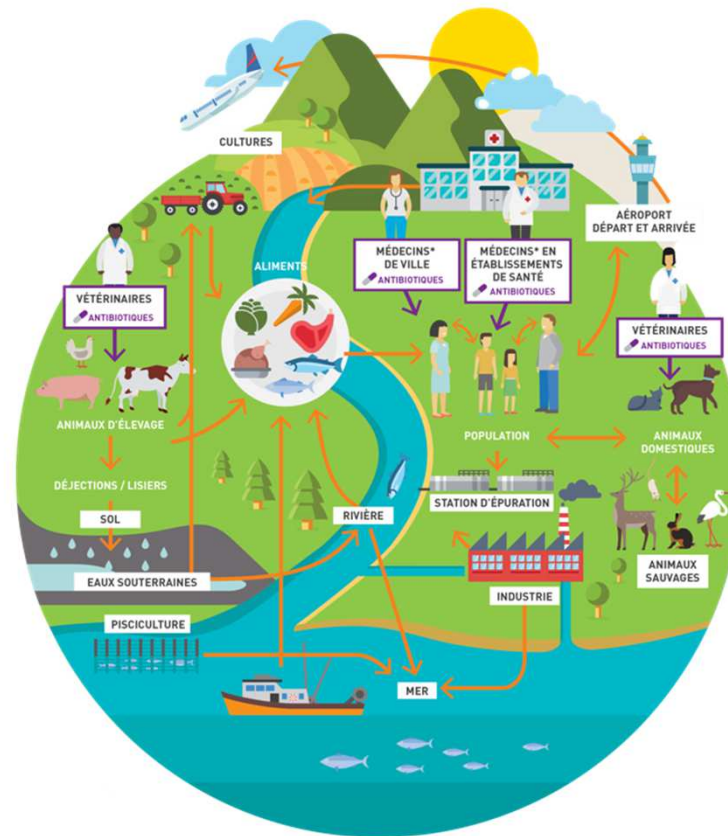 CULTURES
AÉROPORT
DÉPART ET ARRIVÉE
ALIMENTS
MÉDECINS*
DE VILLE
ANTIBIOTIQUES
MÉDECINS* EN
ÉTABLISSEMENTS
DE SANTÉ
ANTIBIOTIQUES
VÉTÉRINAIRES
ANTIBIOTIQUES
VÉTÉRINAIRES
ANTIBIOTIQUES
ANIMAUX D'ÉLEVAGE
POPULATION
ANIMAUX
DOMESTIQUES
DÉJECTIONS / LISIERS
SOL
RIVIÈRE
STATION D'ÉPURATION
EAUX SOUTERRAINES
INDUSTRIE
ANIMAUX
SAUVAGES
PISCICULTURE
MER